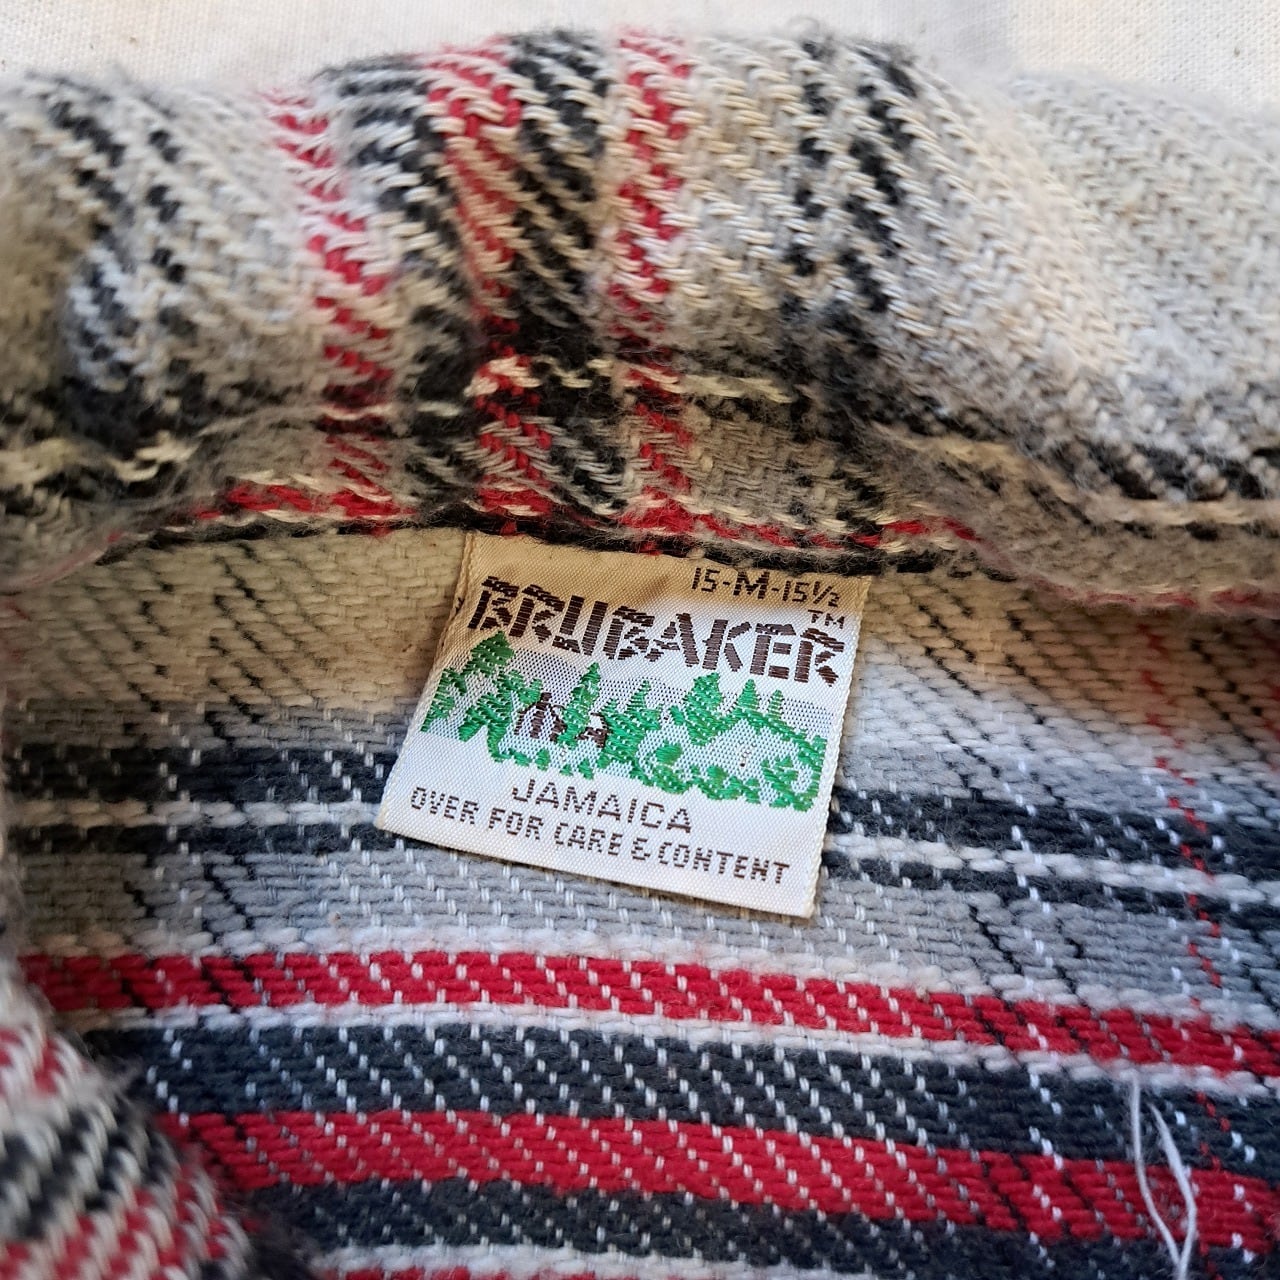 15-M-15½
BRUBAKER™
JAMAICA
OVER FOR CARE & CONTENT